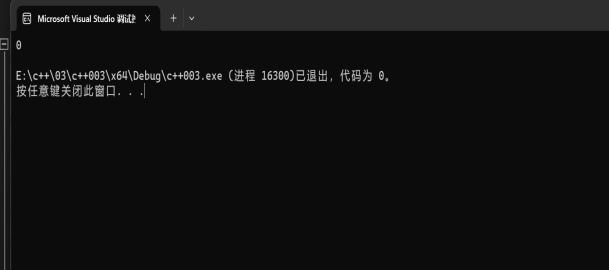 Microsoft Visual Studio 调试
0
E:\c++\03\c++003\x64\Debug\c++003.exe (进程 16300)已退出，代码为 0。
按任意键关闭此窗口. . .